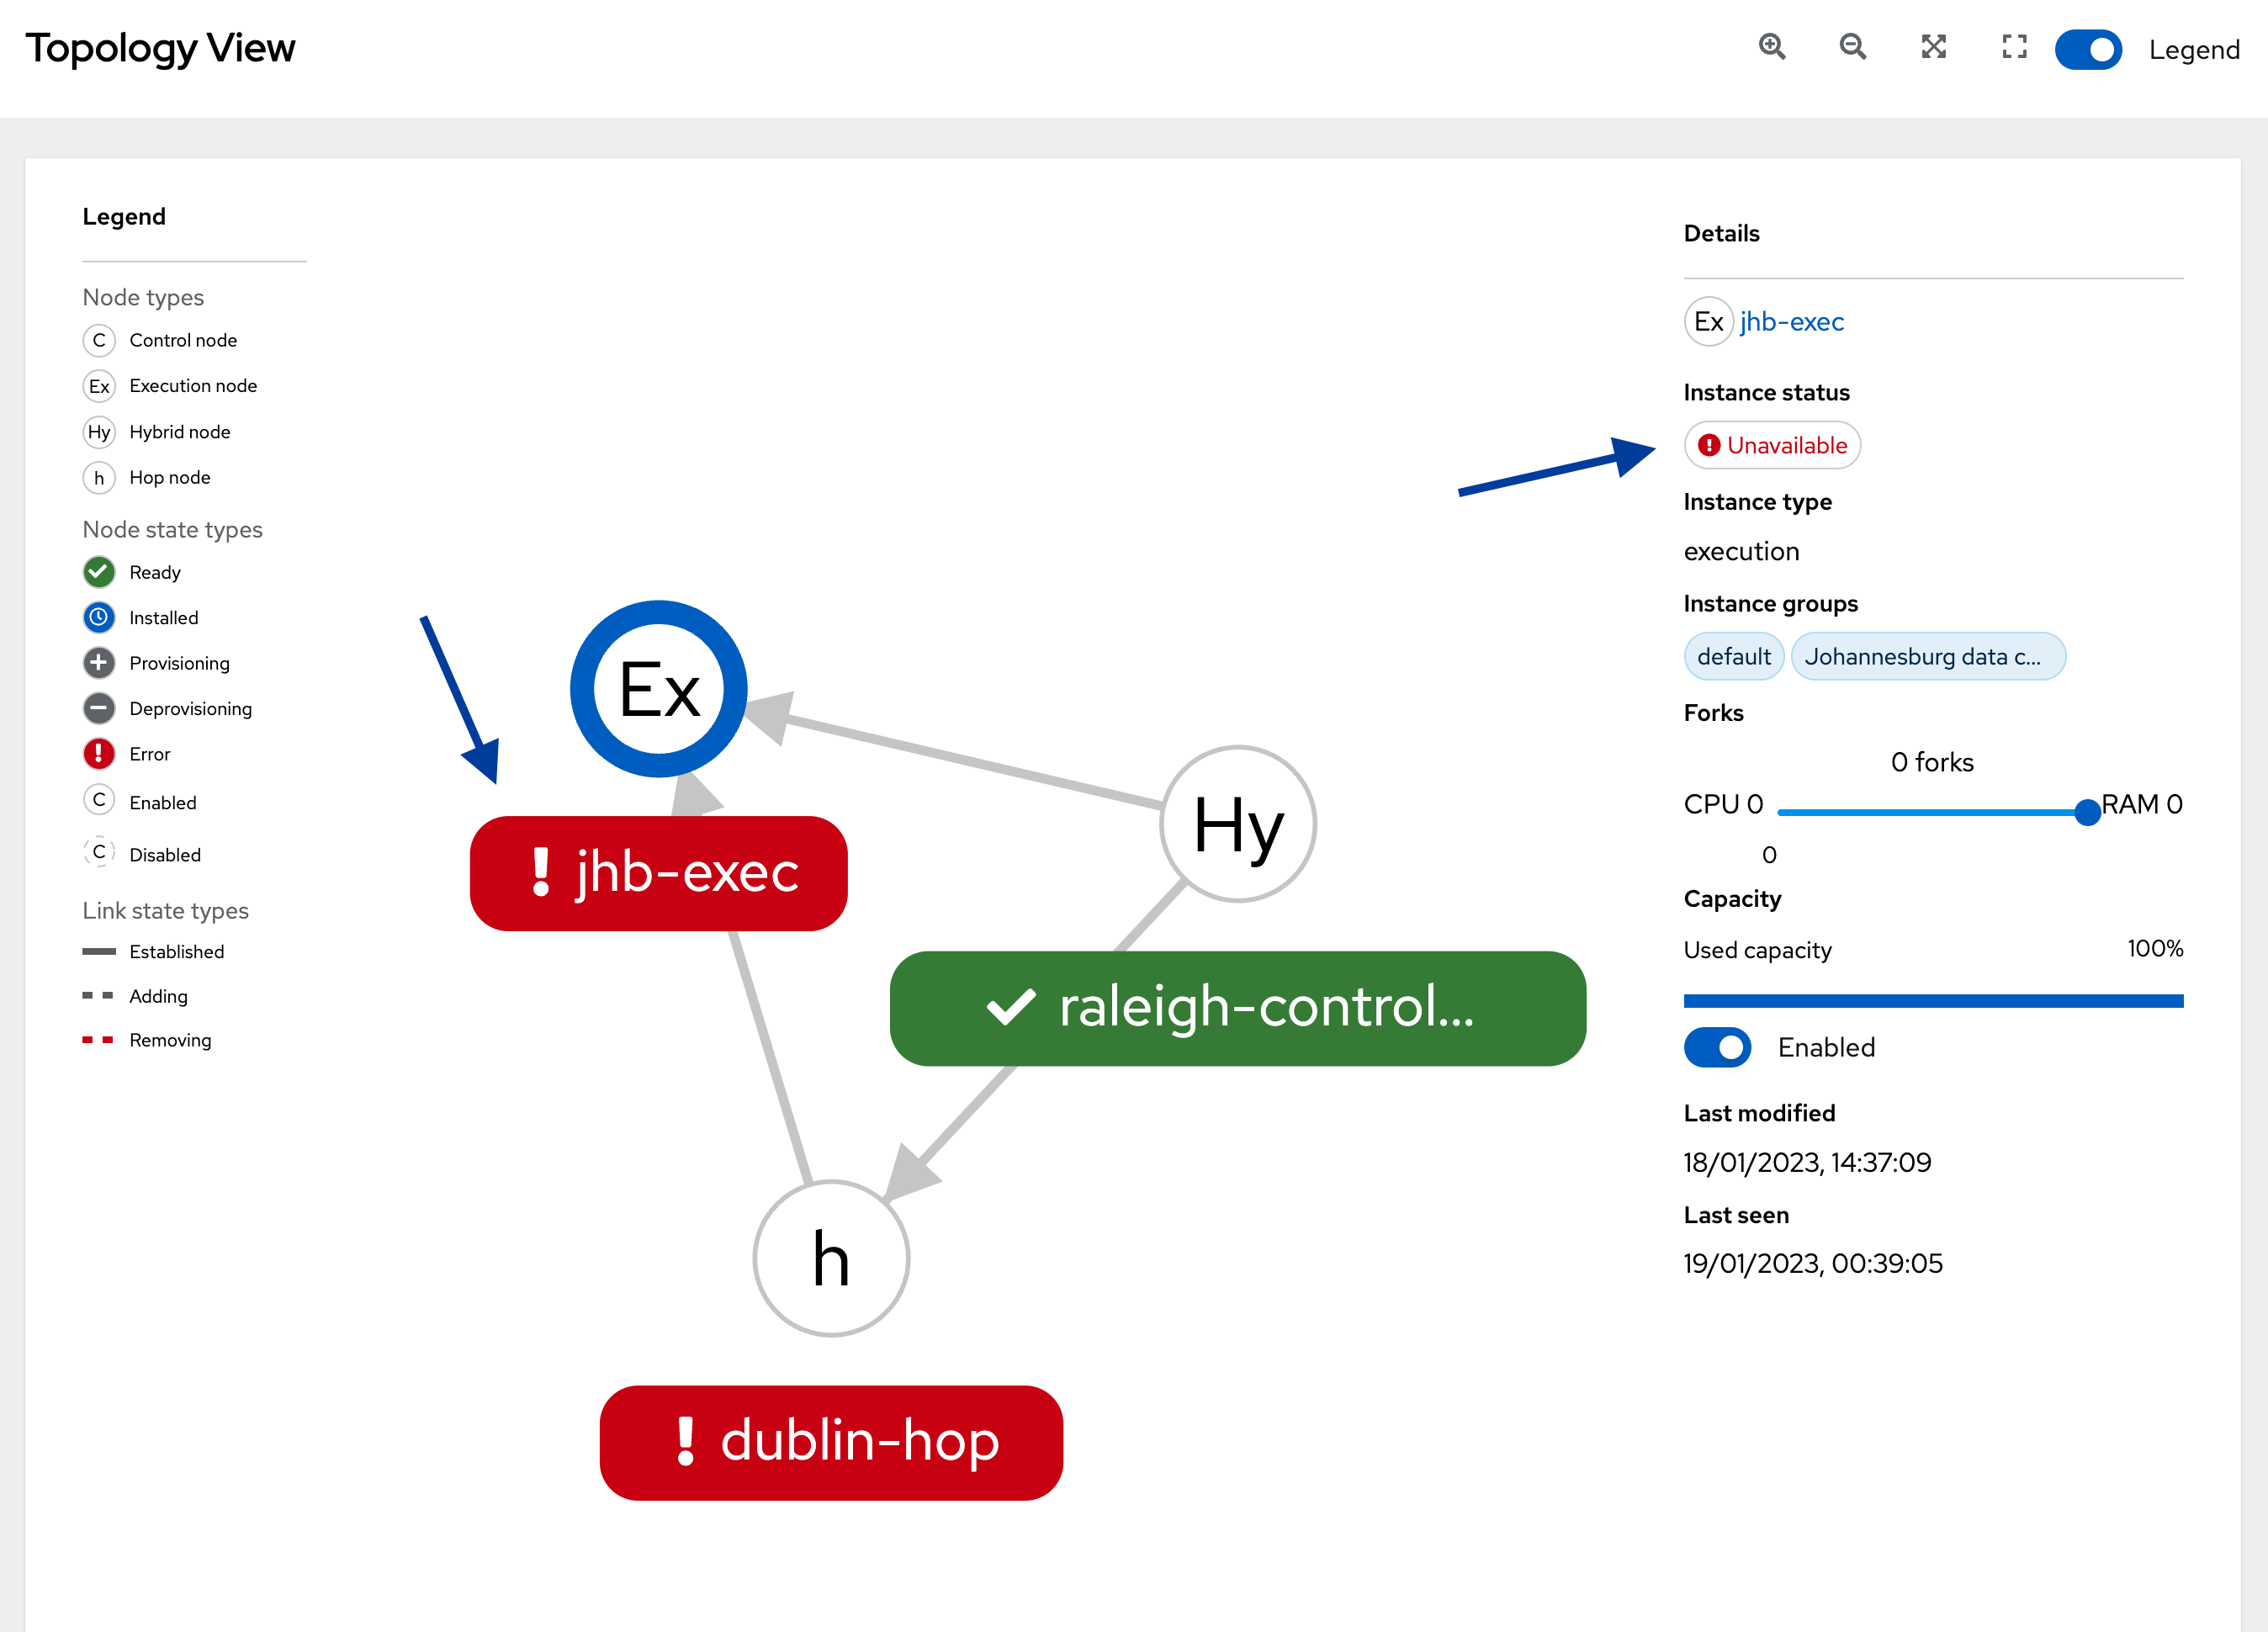 Topology View
Legend
Legend
Node types
C Control node
Ex Execution node
Hy Hybrid node
h Hop node
Node state types
Ready
Installed
Provisioning
Deprovisioning
! Error
C Enabled
C Disabled
Link state types
Established
Adding
Removing
Ex
! jhb-exec
Hy
raleigh-control...
h
! dublin-hop
Details
Ex jhb-exec
Instance status
! Unavailable
Instance type
execution
Instance groups
default Johannesburg data c...
Forks
0 forks
CPU 0 RAM 0
0
Capacity
Used capacity 100%
Enabled
Last modified
18/01/2023, 14:37:09
Last seen
19/01/2023, 00:39:05